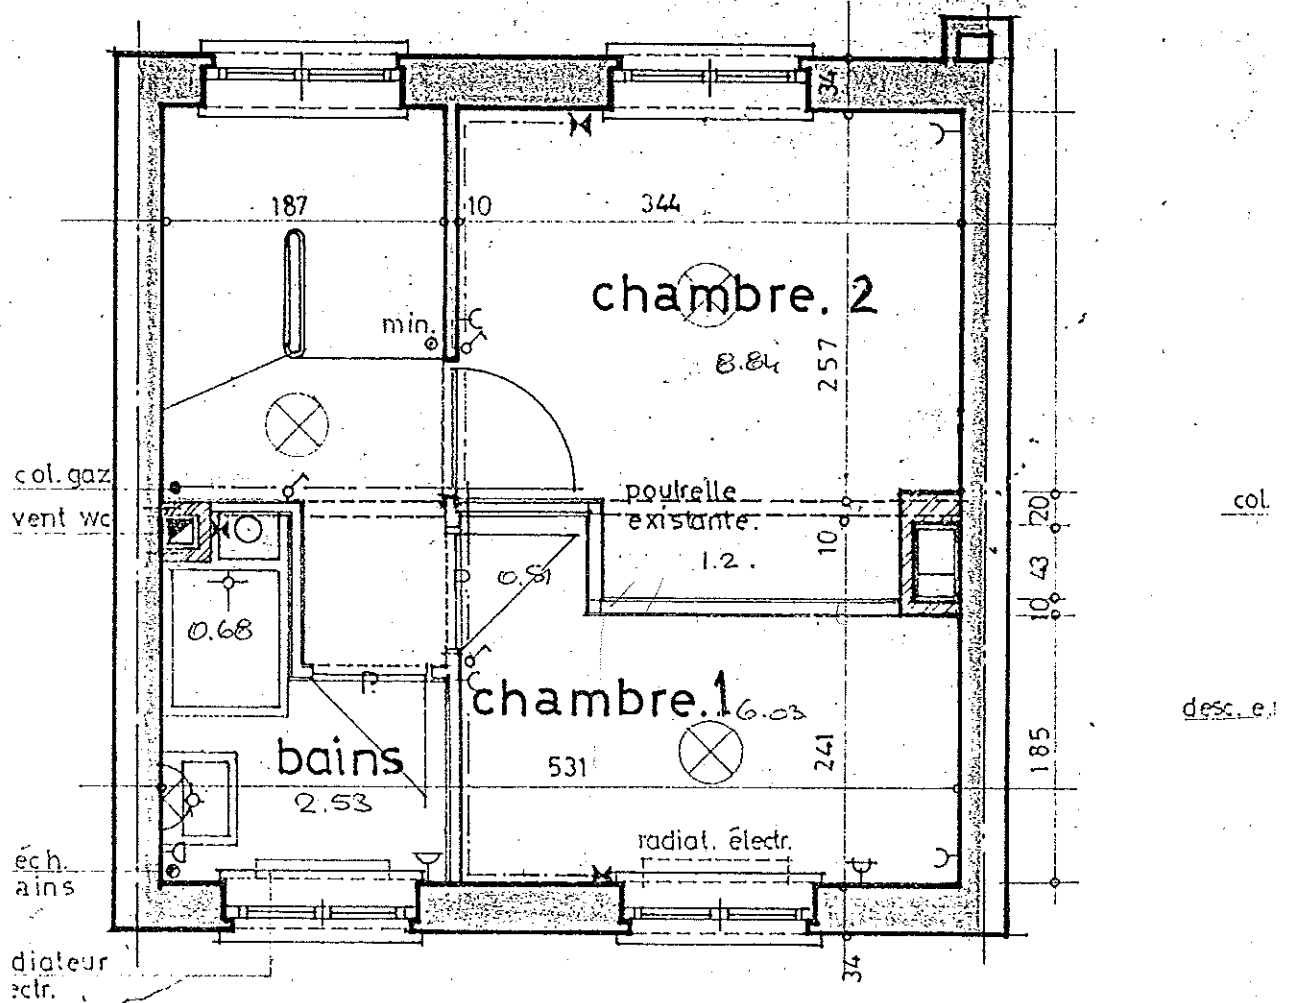 34
187
10
344
chambre. 2
min.
8.84
257
col. gaz
vent wc
poutrelle
existante.
1.2.
10
20
43
10
col.
0.51
0.68
chambre.1
6.03
P.
desc. e.
bains
2.53
531
241
185
radiat. électr.
éch.
ains
diateur
ectr.
34